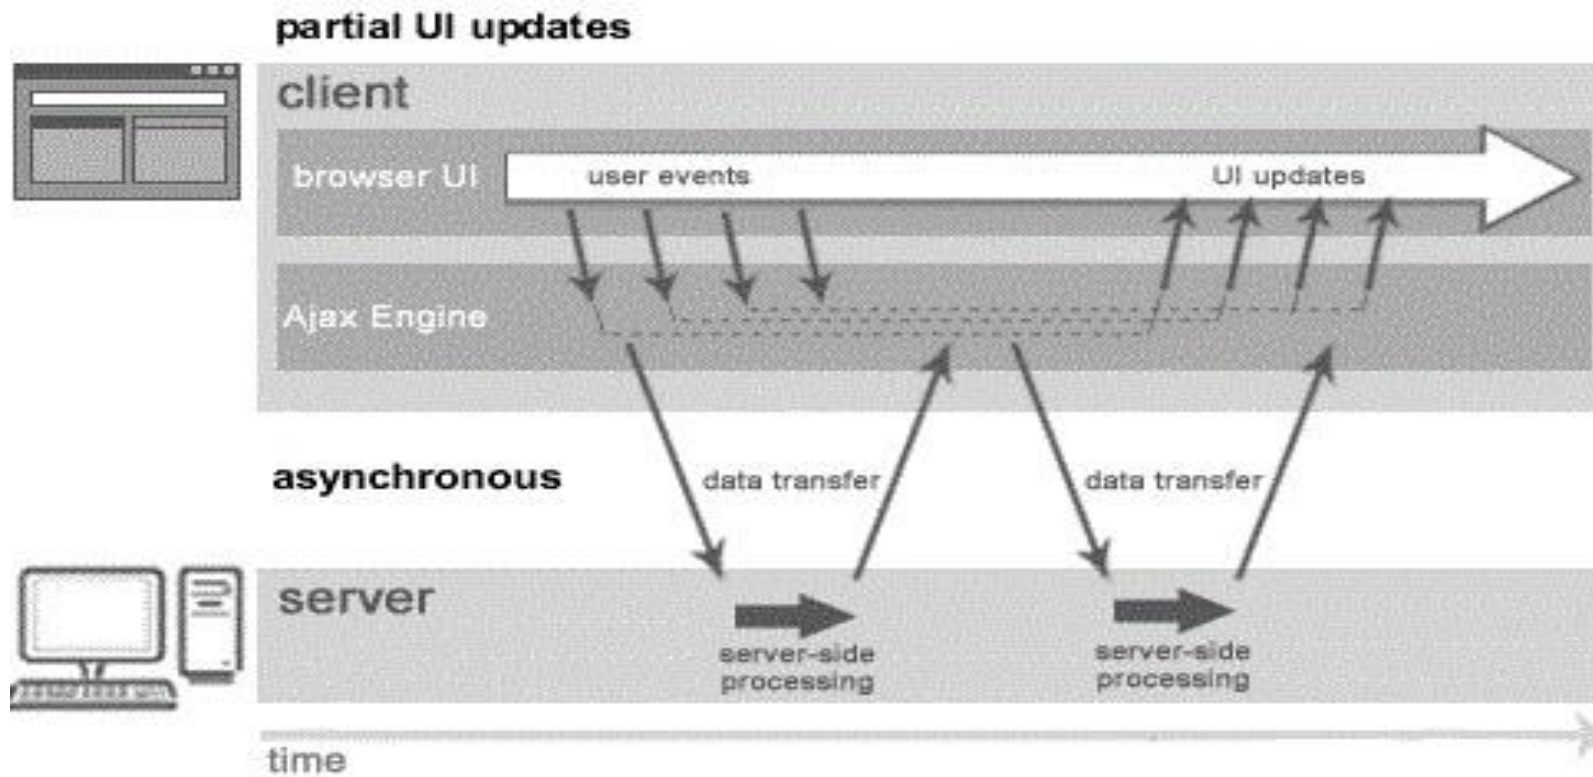 partial UI updates
client
browser UI
user events
UI updates
Ajax Engine
asynchronous
data transfer
data transfer
server
server-side
processing
server-side
processing
time